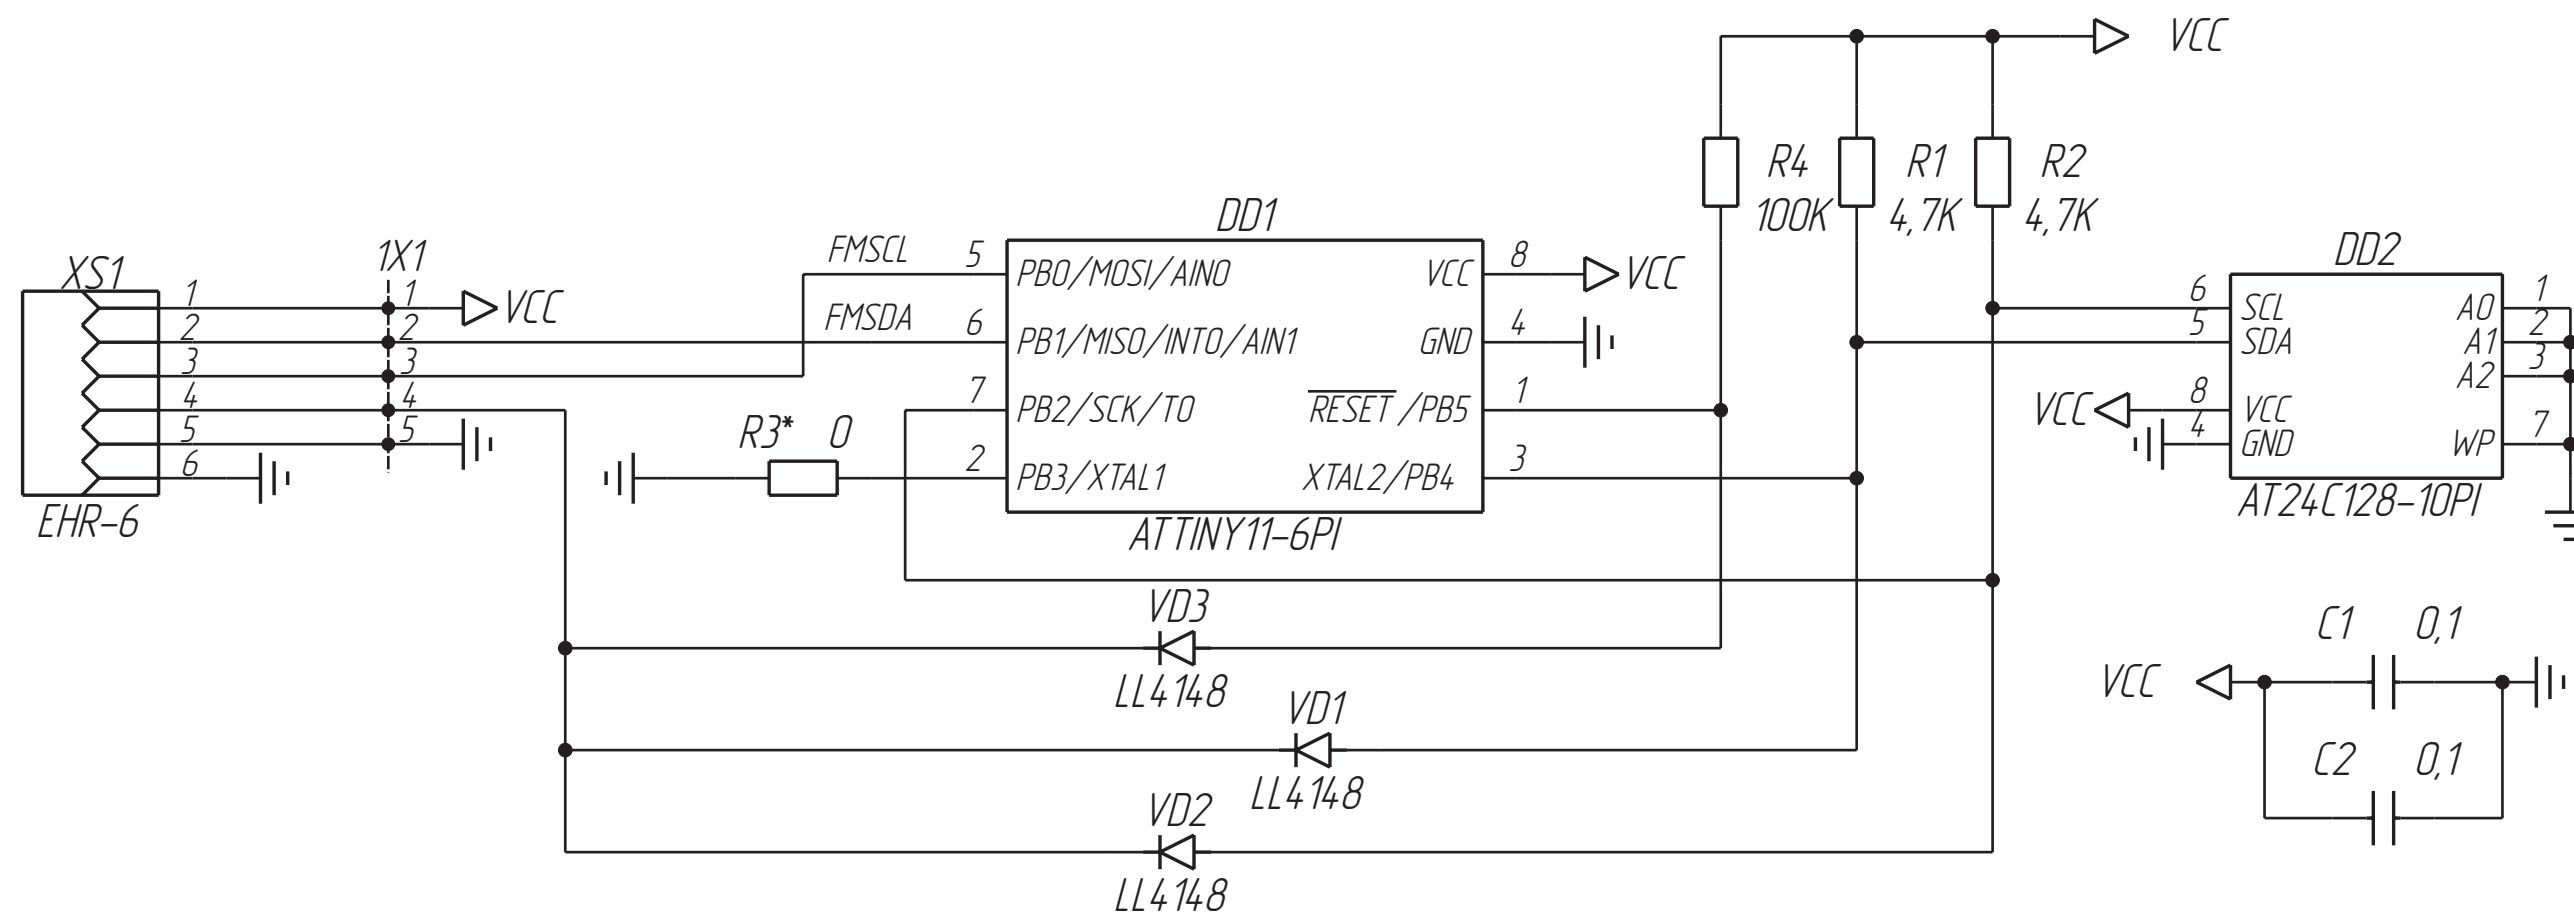 VCC
R4
R1
R2
100K
4,7K
4,7K
DD1
DD2
XS1
1X1
FMSCL
5
PB0/MOSI/AIN0
VCC
8
VCC
1
1
VCC
6
SCL
A0
1
FMSDA
6
PB1/MISO/INT0/AIN1
GND
4
2
2
5
SDA
A1
2
3
3
A2
3
7
PB2/SCK/T0
RESET/PB5
1
4
4
VCC
8
VCC
R3* 0
5
5
4
GND
WP
7
6
2
PB3/XTAL1
XTAL2/PB4
3
EHR-6
ATTINY11-6PI
AT24C128-10PI
VD3
LL4148
C1 0,1
VCC
VD1
LL4148
C2 0,1
VD2
LL4148